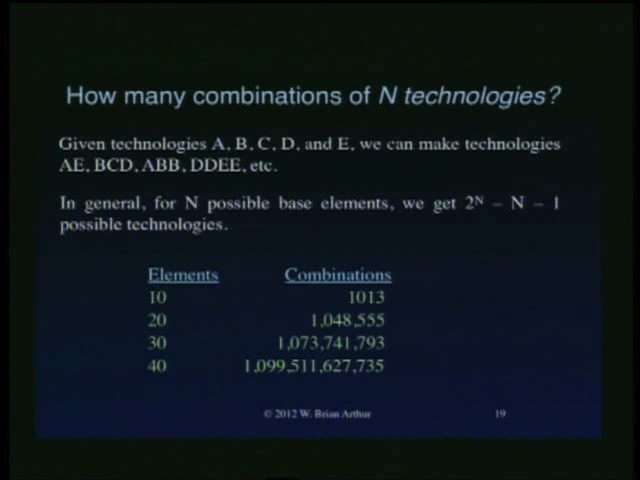 How many combinations of N technologies?
Given technologies A, B, C, D, and E, we can make technologies
AE, BCD, ABB, DDEE, etc.
In general, for N possible base elements, we get 2ᴺ – N – 1
possible technologies.
Elements Combinations
10 1013
20 1,048,555
30 1,073,741,793
40 1,099,511,627,735
© 2012 W. Brian Arthur 19